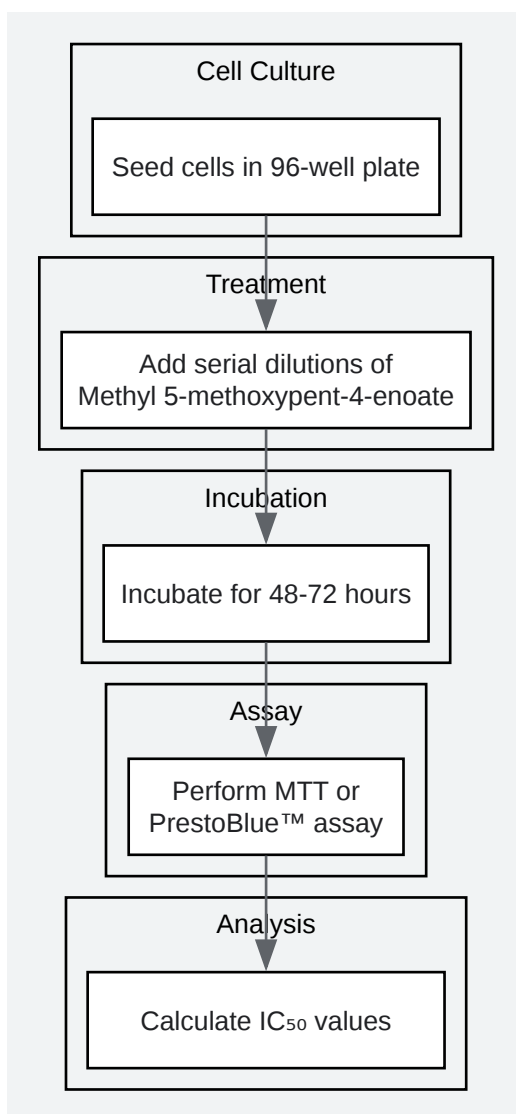 Cell Culture
Seed cells in 96-well plate
Treatment
Add serial dilutions of
Methyl 5-methoxypent-4-enoate
Incubation
Incubate for 48-72 hours
Assay
Perform MTT or
PrestoBlue™ assay
Analysis
Calculate IC₅₀ values